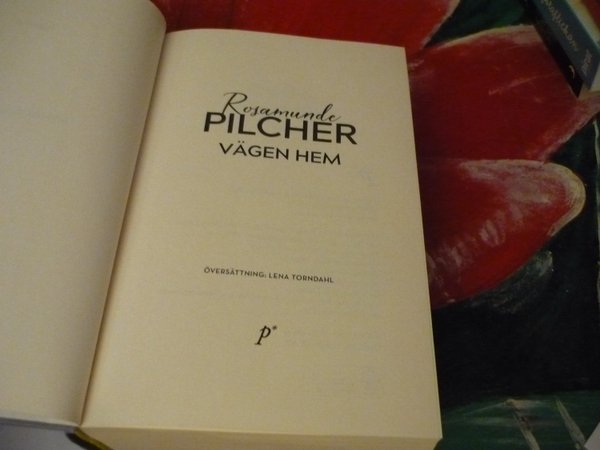 Rosamunde
PILCHER
VÄGEN HEM
ÖVERSÄTTNING: LENA TORNDAHL
p*